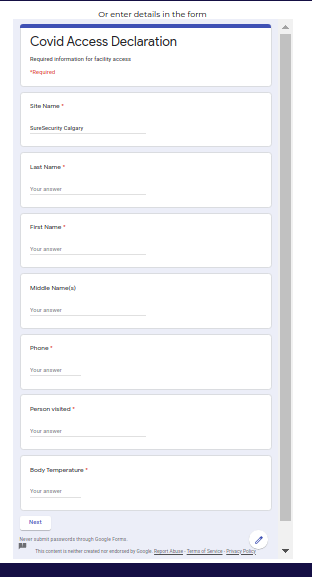 Or enter details in the form
Covid Access Declaration
Required information for facility access
*Required
Site Name *
SureSecurity Calgary
Last Name *
Your answer
First Name *
Your answer
Middle Name(s)
Your answer
Phone *
Your answer
Person visited *
Your answer
Body Temperature *
Your answer
Next
Never submit passwords through Google Forms.
This content is neither created nor endorsed by Google. Report Abuse - Terms of Service - Privacy Policy